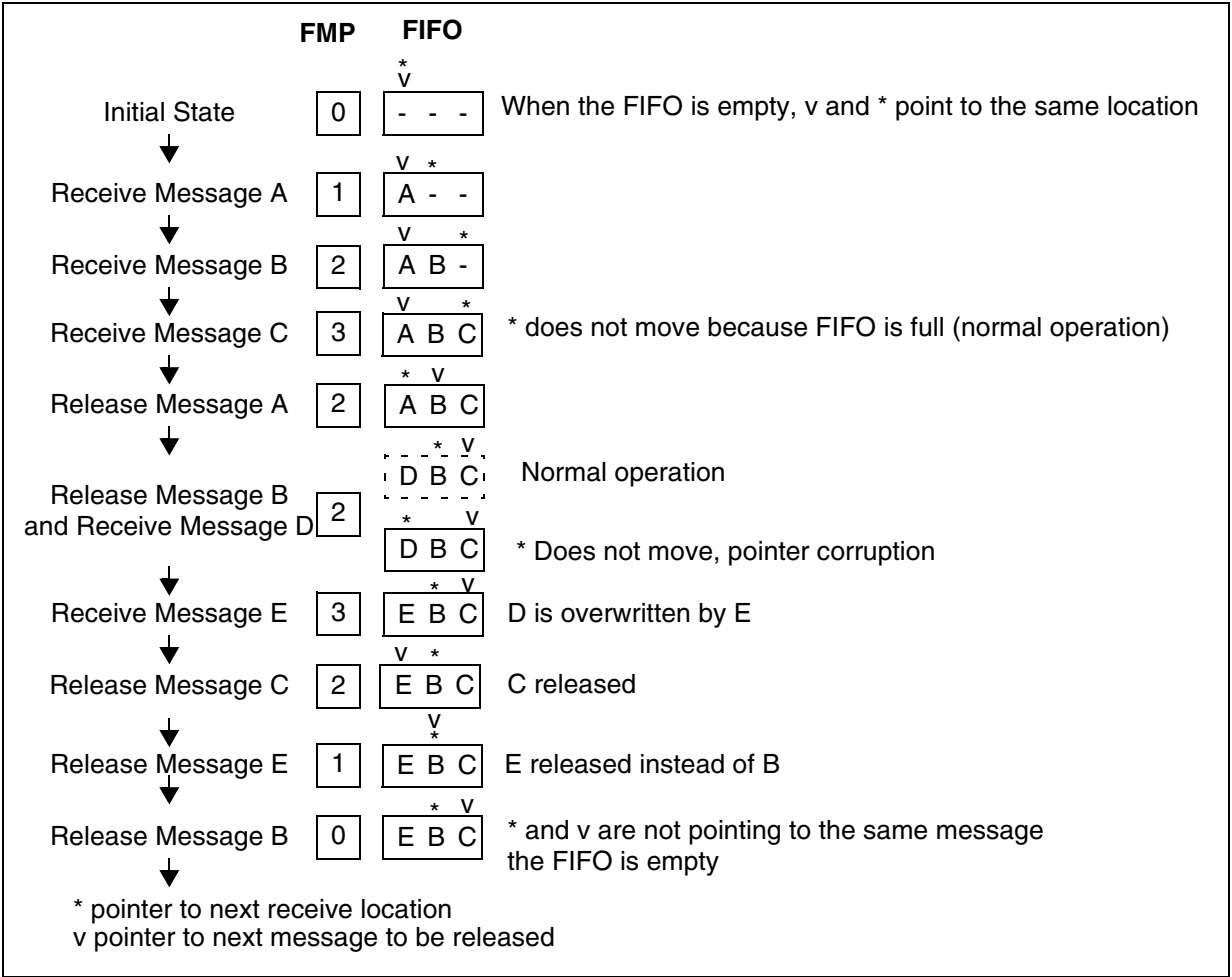 FMP FIFO
*
v
Initial State 0 - - - When the FIFO is empty, v and * point to the same location
v *
Receive Message A 1 A - -
v *
Receive Message B 2 A B -
v *
Receive Message C 3 A B C * does not move because FIFO is full (normal operation)
* v
Release Message A 2 A B C
* v
D B C Normal operation
Release Message B
and Receive Message D 2
* v
D B C * Does not move, pointer corruption
* v
Receive Message E 3 E B C D is overwritten by E
v *
Release Message C 2 E B C C released
v
*
Release Message E 1 E B C E released instead of B
* v
Release Message B 0 E B C * and v are not pointing to the same message
the FIFO is empty
* pointer to next receive location
v pointer to next message to be released